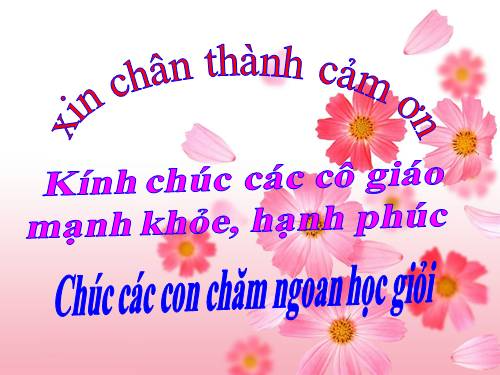 xin chân thành cảm ơn
Kính chúc các cô giáo
mạnh khỏe, hạnh phúc
Chúc các con chăm ngoan học giỏi